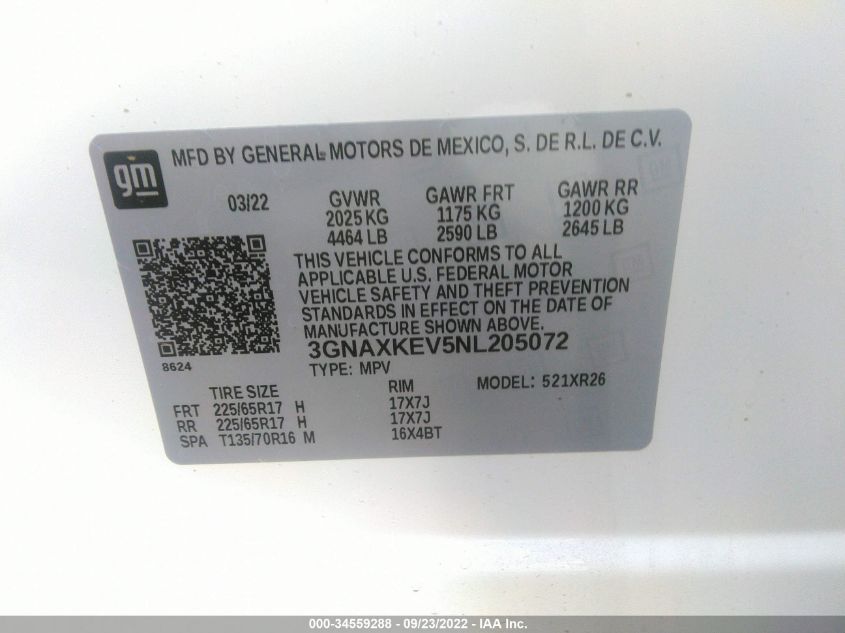 gm
MFD BY GENERAL MOTORS DE MEXICO, S. DE R.L. DE C.V.
03/22 GVWR GAWR FRT GAWR RR
2025 KG 1175 KG 1200 KG
4464 LB 2590 LB 2645 LB
THIS VEHICLE CONFORMS TO ALL
APPLICABLE U.S. FEDERAL MOTOR
VEHICLE SAFETY AND THEFT PREVENTION
STANDARDS IN EFFECT ON THE DATE OF
MANUFACTURE SHOWN ABOVE.
3GNAXKEV5NL205072
8624
TYPE: MPV MODEL: 521XR26
TIRE SIZE RIM
FRT 225/65R17 H 17X7J
RR 225/65R17 H 17X7J
SPA T135/70R16 M 16X4BT
000-34559288 - 09/23/2022 - IAA Inc.